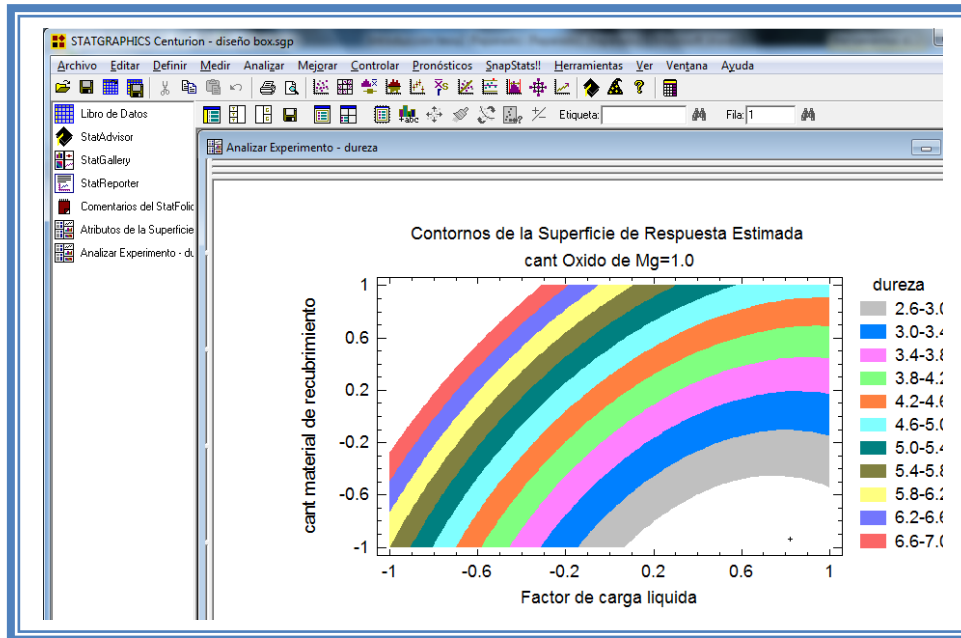 STATGRAPHICS Centurion - diseño box.sgp
Archivo Editar Definir Medir Analizar Mejorar Controlar Pronósticos SnapStats!! Herramientas Ver Ventana Ayuda
Libro de Datos
StatAdvisor
StatGallery
StatReporter
Comentarios del StatFolio
Atributos de la Superficie
Analizar Experimento - du
Etiqueta:
Fila: 1
Analizar Experimento - dureza
Contornos de la Superficie de Respuesta Estimada
cant Oxido de Mg=1.0
cant material de recubrimiento
1
0.6
0.2
-0.2
-0.6
-1
-1 -0.6 -0.2 0.2 0.6 1
Factor de carga liquida
dureza
2.6-3.0
3.0-3.4
3.4-3.8
3.8-4.2
4.2-4.6
4.6-5.0
5.0-5.4
5.4-5.8
5.8-6.2
6.2-6.6
6.6-7.0